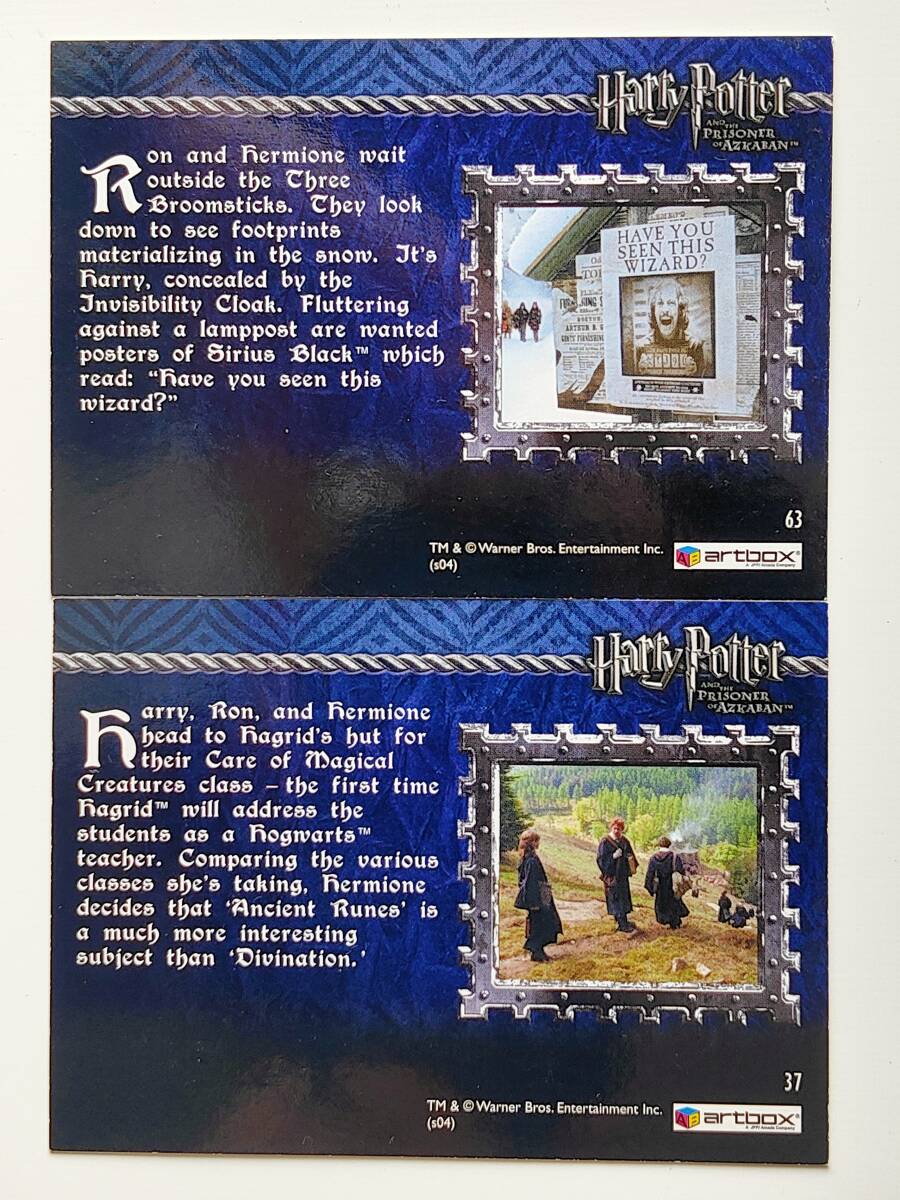 Harry Potter
AND THE
PRISONER
OF AZKABAN™
Ron and Hermione wait
outside the Three
Broomsticks. They look
down to see footprints
materializing in the snow. It's
Harry, concealed by the
Invisibility Cloak. Fluttering
against a lamppost are wanted
posters of Sirius Black™ which
read: “Have you seen this
wizard?”
HAVE YOU
SEEN THIS
WIZARD?
63
TM & © Warner Bros. Entertainment Inc.
(s04)
artbox®
Harry Potter
AND THE
PRISONER
OF AZKABAN™
Harry, Ron, and Hermione
head to Hagrid's hut for
their Care of Magical
Creatures class – the first time
Hagrid™ will address the
students as a Hogwarts™
teacher. Comparing the various
classes she's taking, Hermione
decides that ‘Ancient Runes’ is
a much more interesting
subject than ‘Divination.’
37
TM & © Warner Bros. Entertainment Inc.
(s04)
artbox®